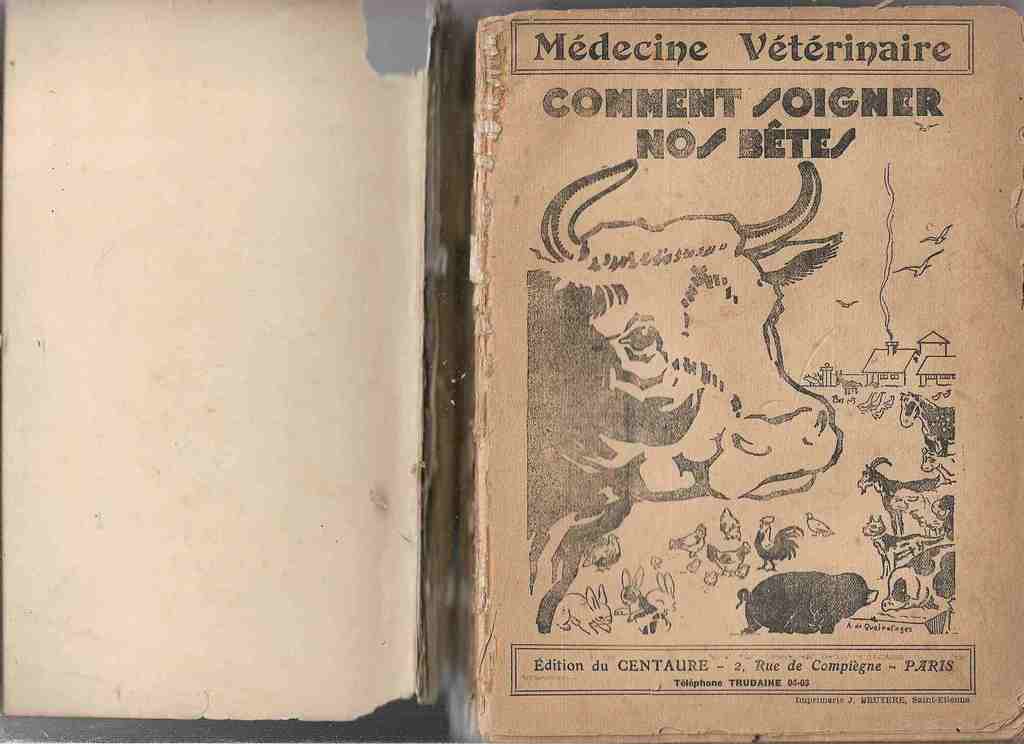 Médecine Vétérinaire
COMMENT SOIGNER
NOS BÊTES
A. de Quatrefages
Édition du CENTAURE - 2, Rue de Compiègne - PARIS
Téléphone TRUDAINE 04-03
Imprimerie J. BRUYERE, Saint-Etienne